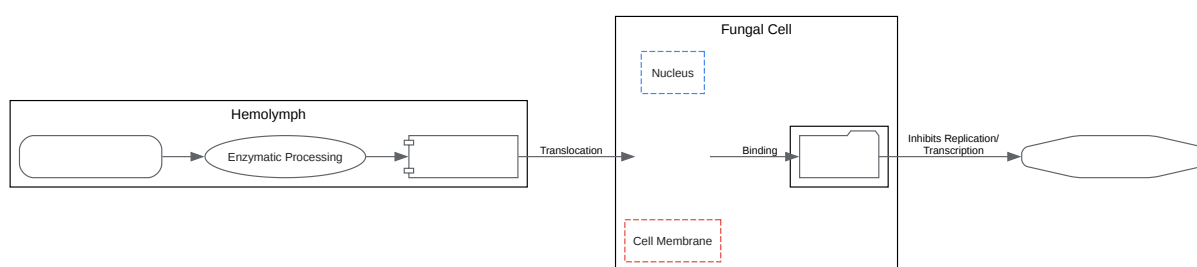 Fungal Cell
Nucleus
Hemolymph
Enzymatic Processing
Translocation
Binding
Inhibits Replication/
Transcription
Cell Membrane